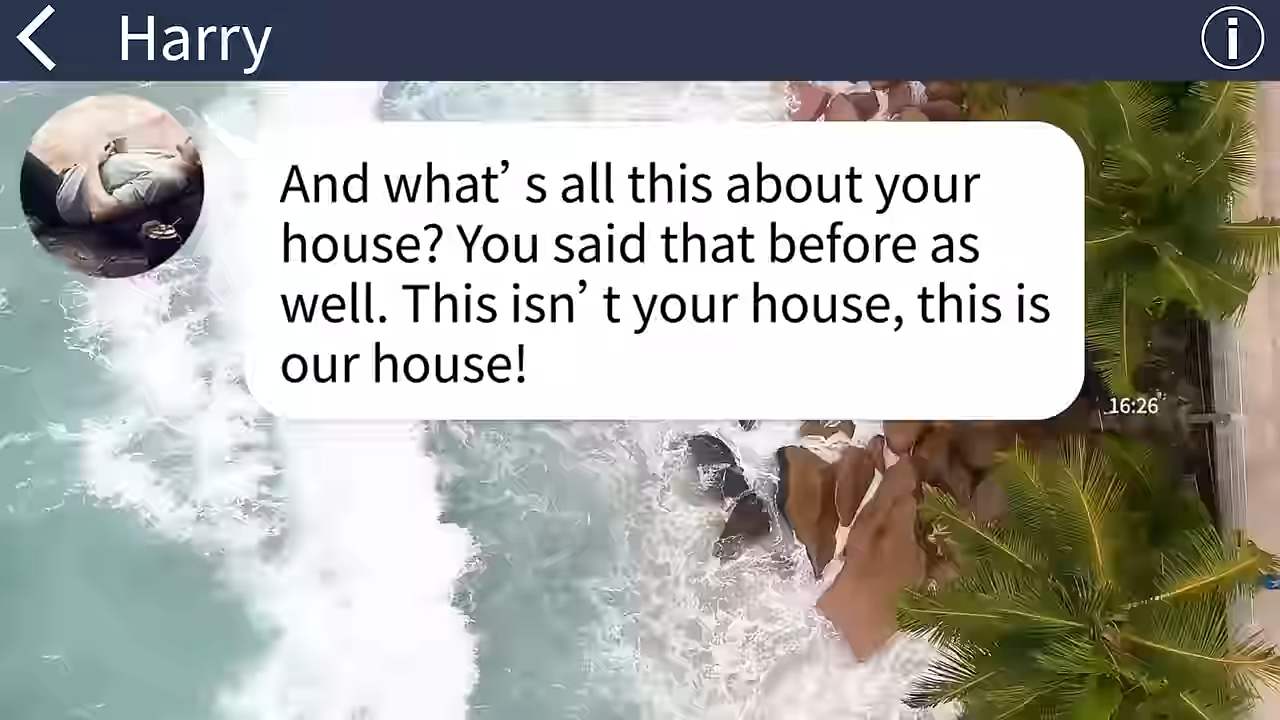 Harry
And what’s all this about your
house? You said that before as
well. This isn’t your house, this is
our house!
16:26